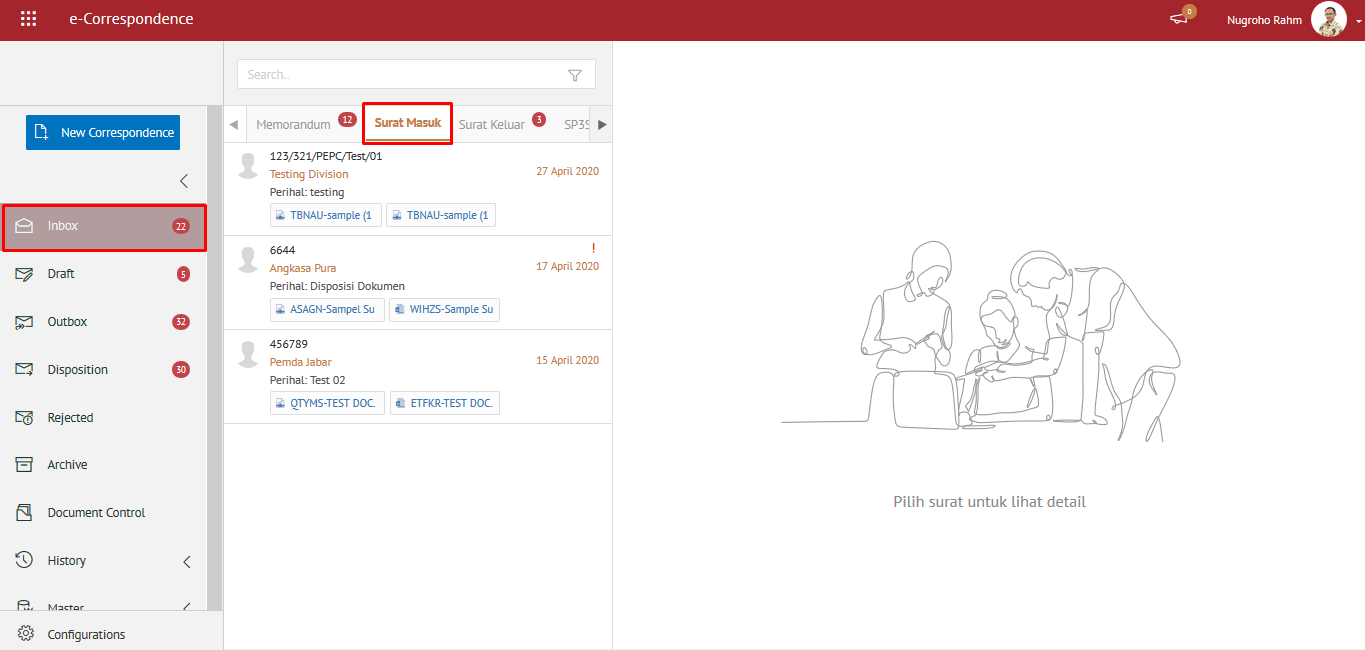 e-Correspondence
0
Nugroho Rahm
Search..
New Correspondence
Inbox 22
Draft 5
Outbox 32
Disposition 30
Rejected
Archive
Document Control
History
Master
Configurations
Memorandum 12 Surat Masuk Surat Keluar 3 SP3S
123/321/PEPC/Test/01
Testing Division 27 April 2020
Perihal: testing
TBNAU-sample (1 TBNAU-sample (1
6644 !
Angkasa Pura 17 April 2020
Perihal: Disposisi Dokumen
ASAGN-Sampel Su WIHZS-Sample Su
456789
Pemda Jabar 15 April 2020
Perihal: Test 02
QTYMS-TEST DOC. ETFKR-TEST DOC.
Pilih surat untuk lihat detail